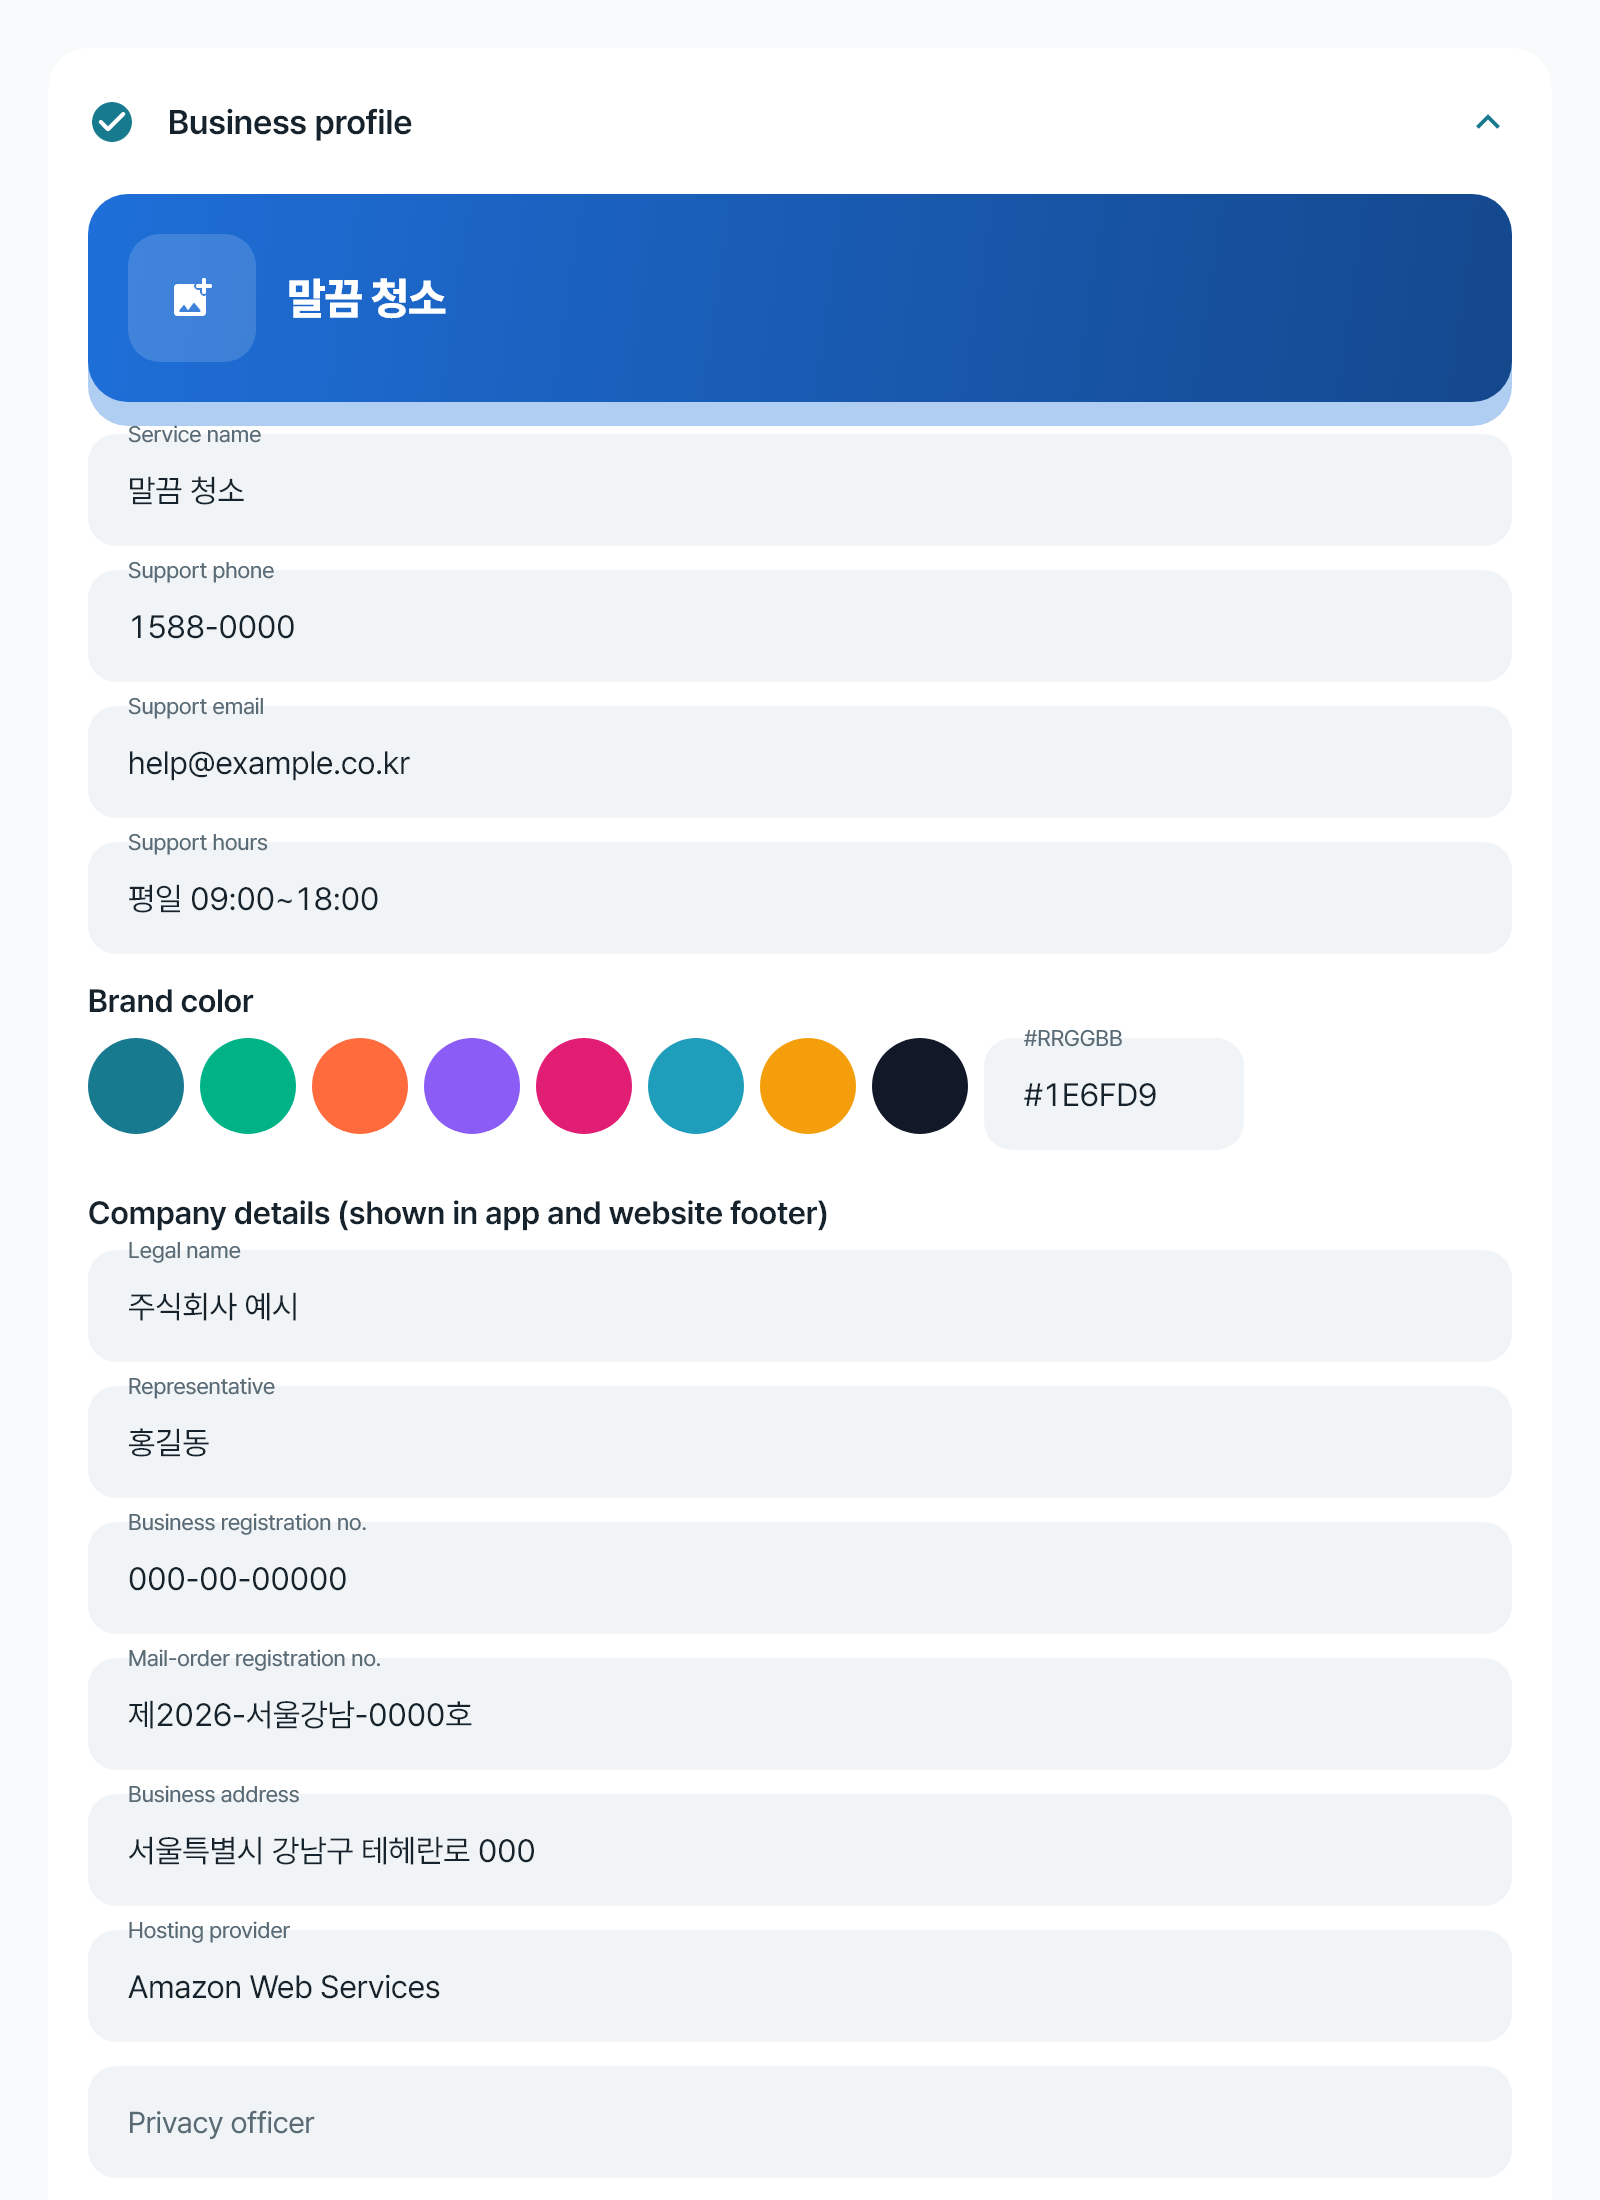 Business profile
말끔 청소
Service name
말끔 청소
Support phone
1588-0000
Support email
help@example.co.kr
Support hours
평일 09:00~18:00
Brand color
#RRGGBB
#1E6FD9
Company details (shown in app and website footer)
Legal name
주식회사 예시
Representative
홍길동
Business registration no.
000-00-00000
Mail-order registration no.
제2026-서울강남-0000호
Business address
서울특별시 강남구 테헤란로 000
Hosting provider
Amazon Web Services
Privacy officer